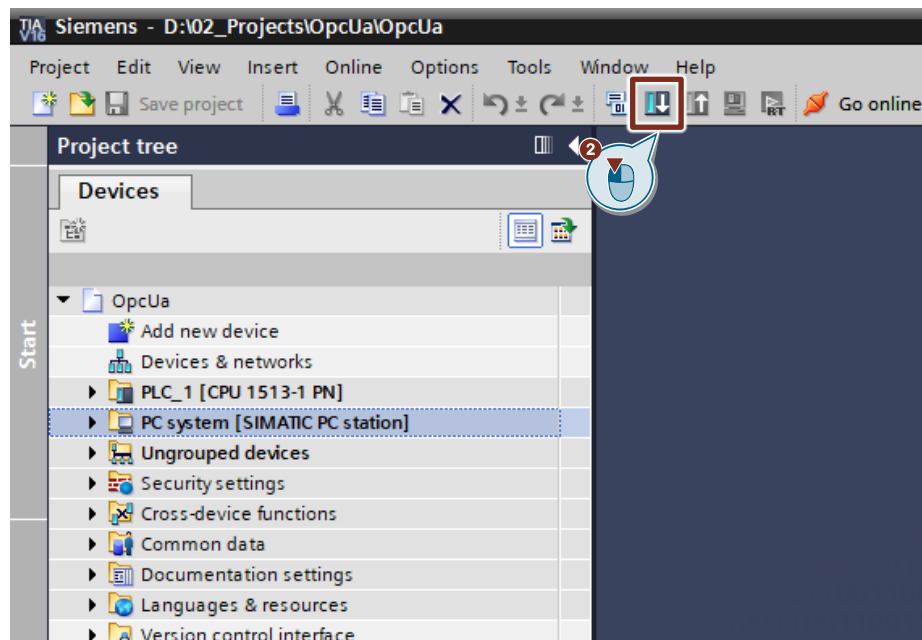 TIA V16 Siemens - D:\02_Projects\OpcUa\OpcUa
Project Edit View Insert Online Options Tools Window Help
Save project Go online
Project tree
2
Devices
Start
OpcUa
Add new device
Devices & networks
PLC_1 [CPU 1513-1 PN]
PC system [SIMATIC PC station]
Ungrouped devices
Security settings
Cross-device functions
Common data
Documentation settings
Languages & resources
Version control interface